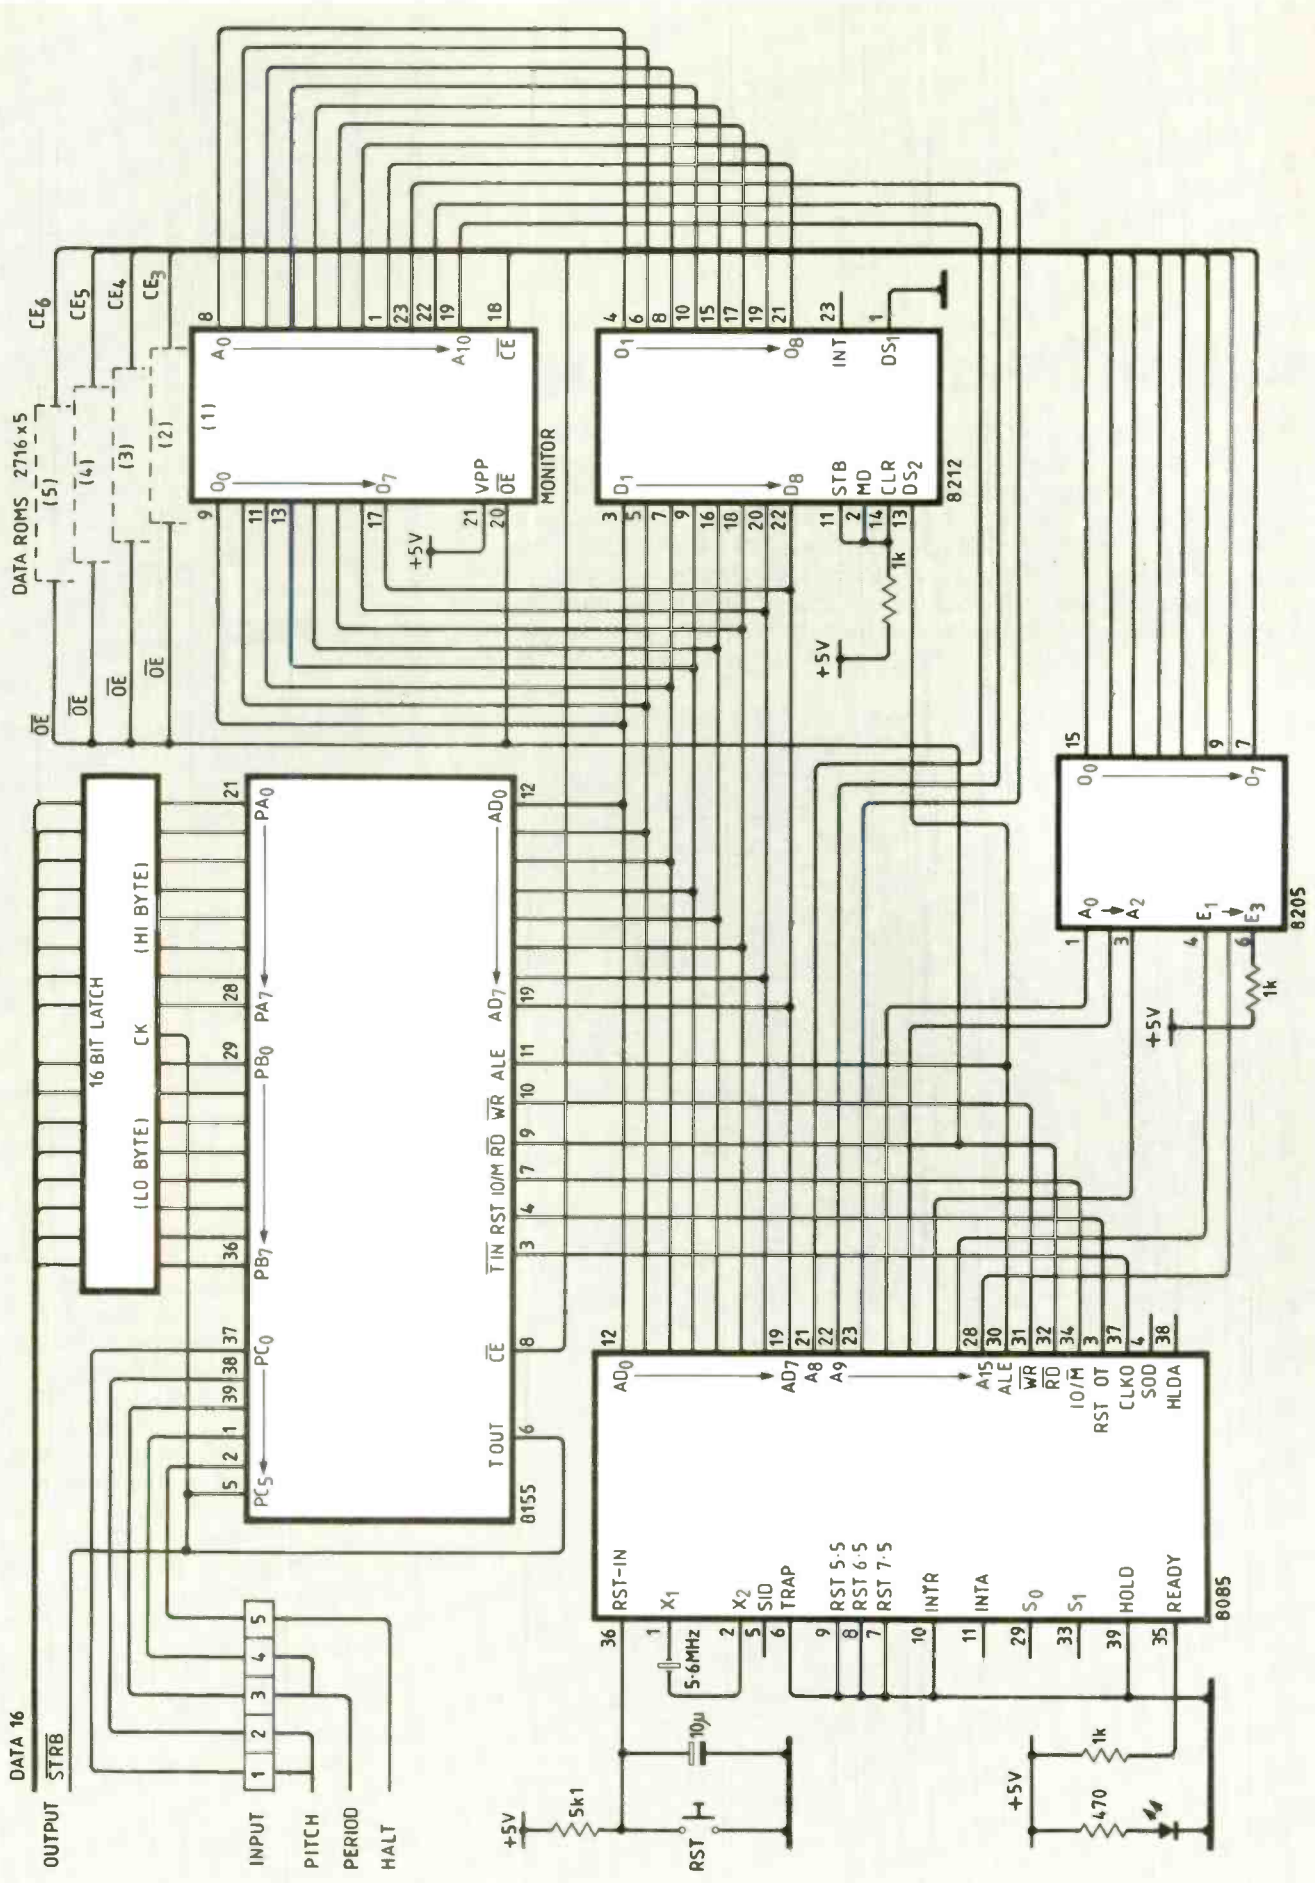 DATA 16
OUTPUT STRB
INPUT 1 2 3 4 5
PITCH
PERIOD
HALT
16 BIT LATCH
(LO BYTE) CK (HI BYTE)
5 2 1 39 38 37 36 29 28 21
PC5 PC0 PB7 PB0 PA7 PA0
8155
TOUT CE TIN RST IO/M RD WR ALE AD7 AD0
6 8 3 4 7 9 10 11 19 12
DATA ROMS 2716 x 5
OE (5) CE6
OE (4) CE5
OE (3) CE4
OE (2) CE3
9 O0 (1) A0 8
11
13
17 O7 1
23
22
A10 19
+5V 21 VPP
20 OE CE 18
MONITOR
3 D1 O1 4
5 6
7 8
9 10
16 15
18 17
20 19
22 D8 O8 21
11 STB INT 23
2 MD
14 CLR DS1 1
13 DS2
8212
+5V 1k
+5V 5k1
RST 10µ
36 RST-IN AD0 12
1 X1
5·6MHz
2 X2
5 SID AD7 19
6 TRAP A8 21
9 RST 5·5 A9 22
8 RST 6·5 23
7 RST 7·5
10 INTR
11 INTA A15 28
ALE 30
29 S0 WR 31
RD 32
33 S1 IO/M 34
RST OT 3
39 HOLD CLKO 37
SOD 4
35 READY HLDA 38
8085
+5V
470 1k
1 A0 O0 15
3 A2
4 E1 9
6 E3 O7 7
8205
+5V 1k